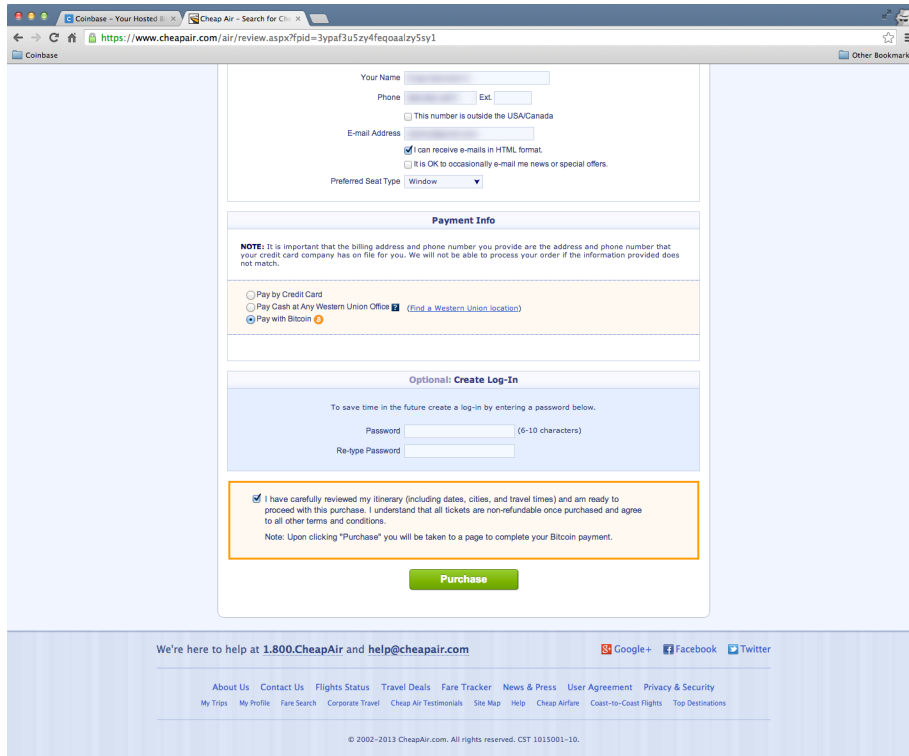 Coinbase – Your Hosted Bi
Cheap Air – Search for Che
https://www.cheapair.com/air/review.aspx?fpid=3ypaf3u5zy4feqoaalzy5sy1
Coinbase
Other Bookmark
Your Name
Phone Ext.
This number is outside the USA/Canada
E-mail Address
I can receive e-mails in HTML format.
It is OK to occasionally e-mail me news or special offers.
Preferred Seat Type Window
Payment Info
NOTE: It is important that the billing address and phone number you provide are the address and phone number that
your credit card company has on file for you. We will not be able to process your order if the information provided does
not match.
Pay by Credit Card
Pay Cash at Any Western Union Office ? (Find a Western Union location)
Pay with Bitcoin
Optional: Create Log-In
To save time in the future create a log-in by entering a password below.
Password (6-10 characters)
Re-type Password
I have carefully reviewed my itinerary (including dates, cities, and travel times) and am ready to
proceed with this purchase. I understand that all tickets are non-refundable once purchased and agree
to all other terms and conditions.
Note: Upon clicking "Purchase" you will be taken to a page to complete your Bitcoin payment.
Purchase
We're here to help at 1.800.CheapAir and help@cheapair.com Google+ Facebook Twitter
About Us Contact Us Flights Status Travel Deals Fare Tracker News & Press User Agreement Privacy & Security
My Trips My Profile Fare Search Corporate Travel Cheap Air Testimonials Site Map Help Cheap Airfare Coast-to-Coast Flights Top Destinations
© 2002-2013 CheapAir.com. All rights reserved. CST 1015001-10.